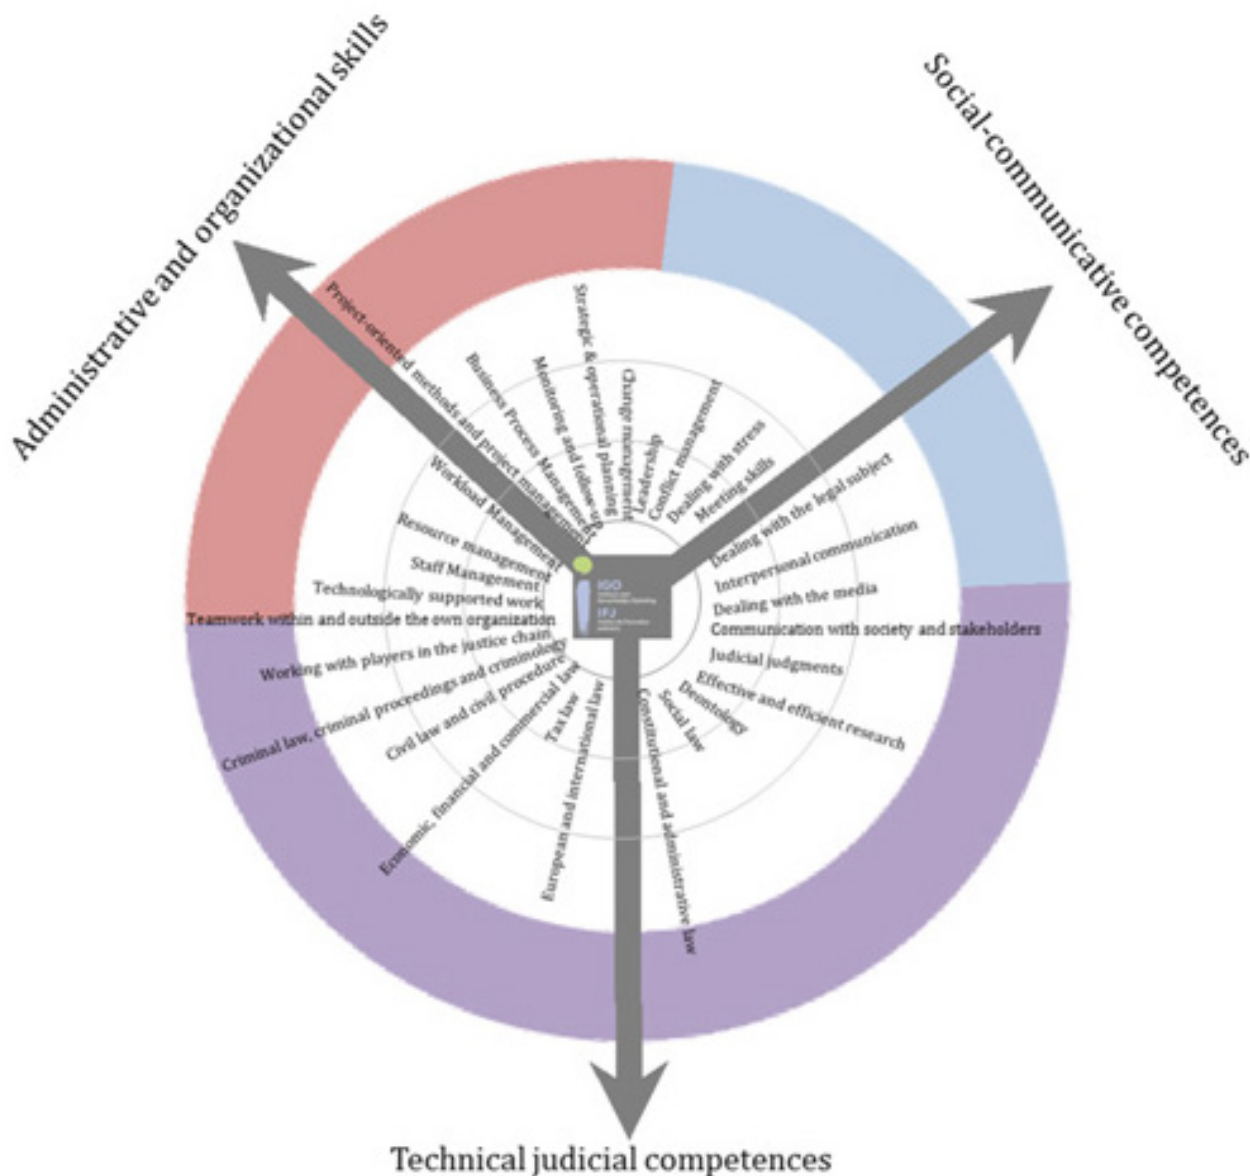 Administrative and organizational skills
Social-communicative competences
Strategic & operational planning
Change management
Leadership
Conflict management
Dealing with stress
Meeting skills
Dealing with the legal subject
Interpersonal communication
Dealing with the media
Communication with society and stakeholders
Judicial judgments
Effective and efficient research
Deontology
Social law
Constitutional and administrative law
European and international law
Tax law
Economic, financial and commercial law
Civil law and civil procedure
Criminal law, criminal proceedings and criminology
Working with players in the justice chain
Teamwork within and outside the own organization
Technologically supported work
Staff Management
Resource management
Workload Management
Project-oriented methods and project management
Business Process Management
Monitoring and follow-up
IGO
IFJ
Technical judicial competences